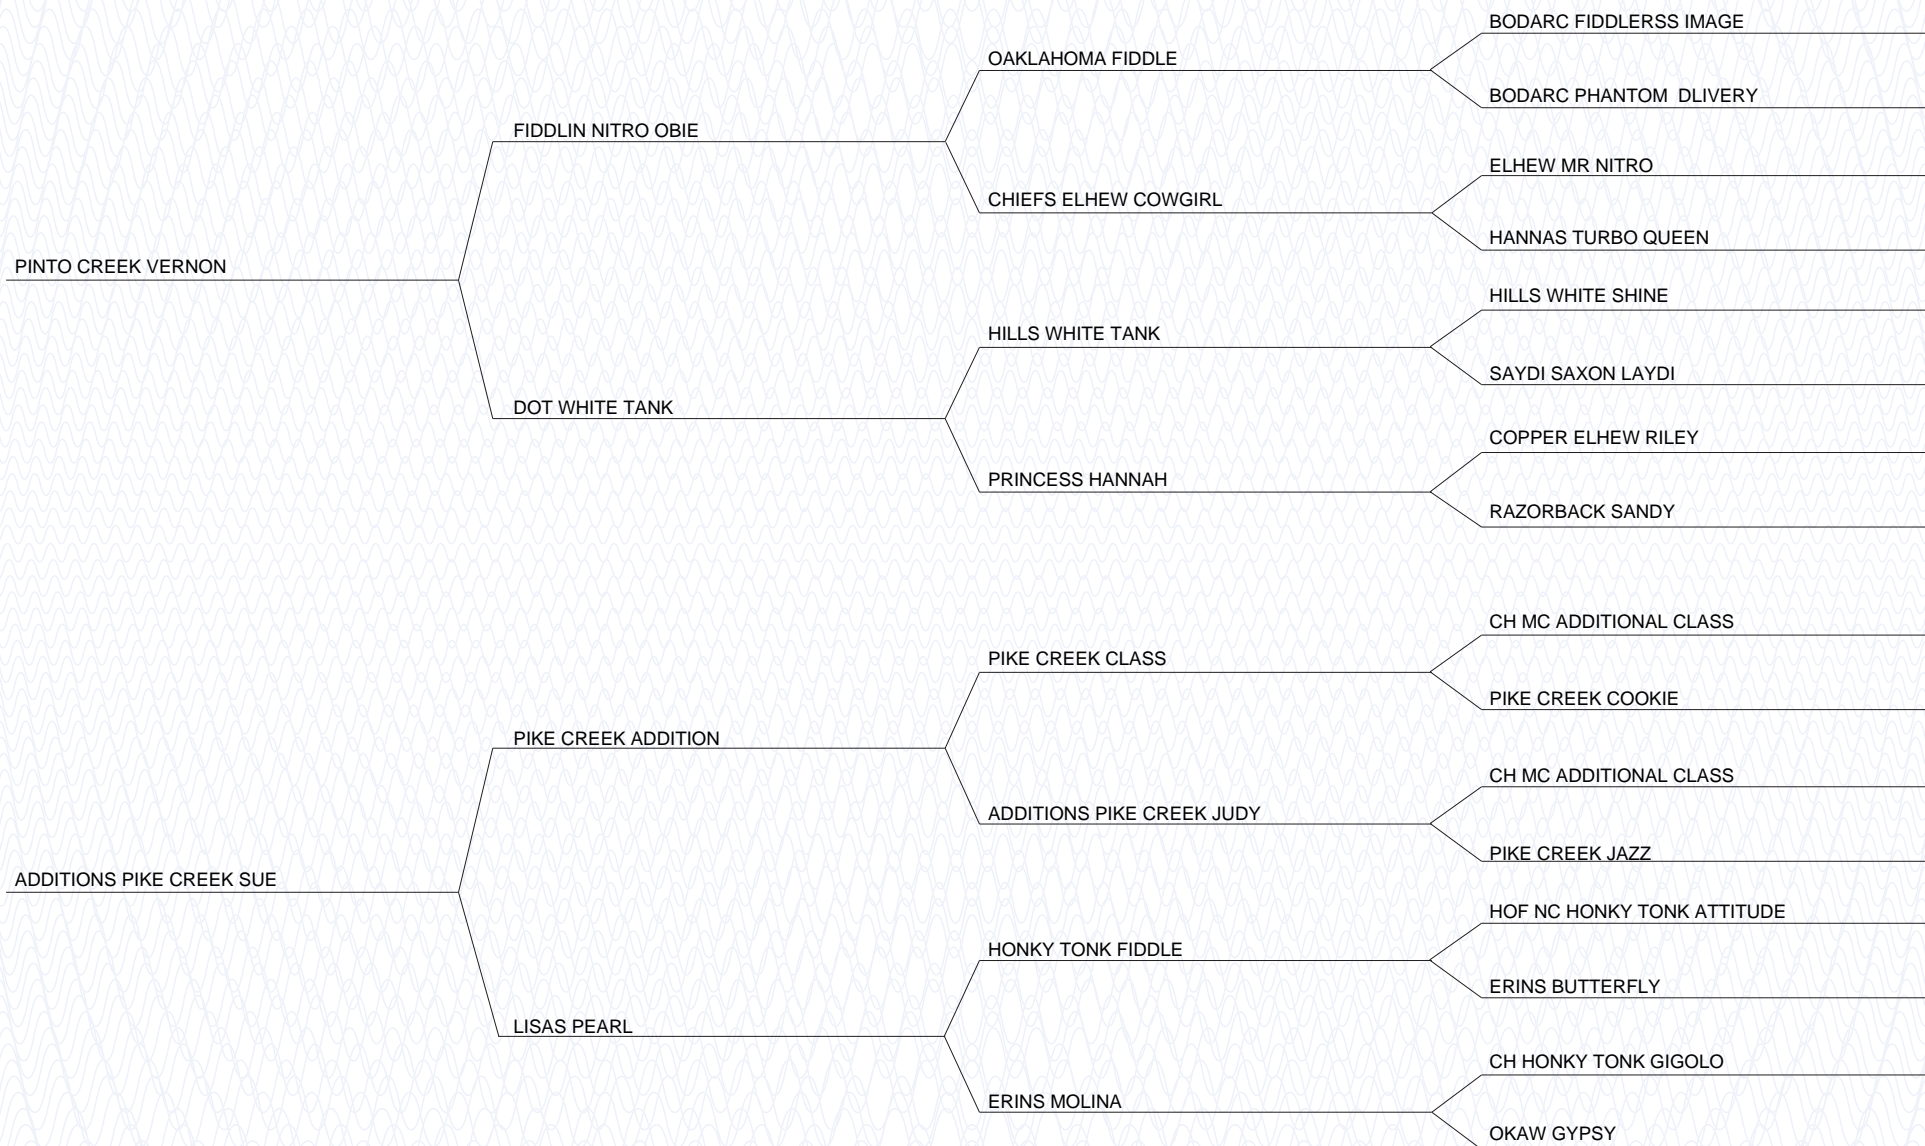 BODARC FIDDLERSS IMAGE
OAKLAHOMA FIDDLE
BODARC PHANTOM  DLIVERY
FIDDLIN NITRO OBIE
ELHEW MR NITRO
CHIEFS ELHEW COWGIRL
HANNAS TURBO QUEEN
PINTO CREEK VERNON
HILLS WHITE SHINE
HILLS WHITE TANK
SAYDI SAXON LAYDI
DOT WHITE TANK
COPPER ELHEW RILEY
PRINCESS HANNAH
RAZORBACK SANDY
CH MC ADDITIONAL CLASS
PIKE CREEK CLASS
PIKE CREEK COOKIE
PIKE CREEK ADDITION
CH MC ADDITIONAL CLASS
ADDITIONS PIKE CREEK JUDY
PIKE CREEK JAZZ
ADDITIONS PIKE CREEK SUE
HOF NC HONKY TONK ATTITUDE
HONKY TONK FIDDLE
ERINS BUTTERFLY
LISAS PEARL
CH HONKY TONK GIGOLO
ERINS MOLINA
OKAW GYPSY